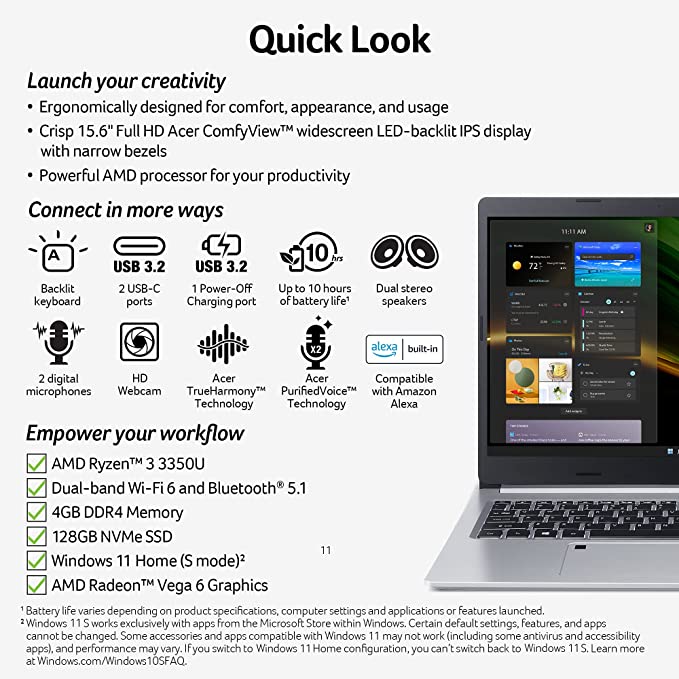 Quick Look
Launch your creativity
• Ergonomically designed for comfort, appearance, and usage
• Crisp 15.6" Full HD Acer ComfyView™ widescreen LED-backlit IPS display
with narrow bezels
• Powerful AMD processor for your productivity
Connect in more ways
A
Backlit
keyboard
USB 3.2
2 USB-C
ports
USB 3.2
1 Power-Off
Charging port
10 hrs
Up to 10 hours
of battery life¹
Dual stereo
speakers
2 digital
microphones
HD
Webcam
Acer
TrueHarmony™
Technology
X2
Acer
PurifiedVoice™
Technology
alexa | built-in
Compatible
with Amazon
Alexa
Empower your workflow
AMD Ryzen™ 3 3350U
Dual-band Wi-Fi 6 and Bluetooth® 5.1
4GB DDR4 Memory
128GB NVMe SSD
Windows 11 Home (S mode)²
11
AMD Radeon™ Vega 6 Graphics
11:11 AM
72°
¹ Battery life varies depending on product specifications, computer settings and applications or features launched.
² Windows 11 S works exclusively with apps from the Microsoft Store within Windows. Certain default settings, features, and apps
cannot be changed. Some accessories and apps compatible with Windows 11 may not work (including some antivirus and accessibility
apps), and performance may vary. If you switch to Windows 11 Home configuration, you can't switch back to Windows 11 S. Learn more
at Windows.com/Windows10SFAQ.